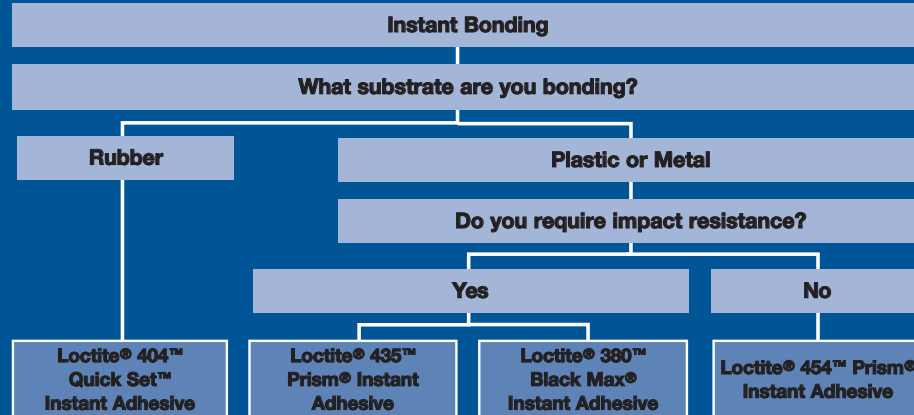 Instant Bonding
What substrate are you bonding?
Rubber
Plastic or Metal
Do you require impact resistance?
Yes
No
Loctite® 404™
Quick Set™
Instant Adhesive
Loctite® 435™
Prism® Instant
Adhesive
Loctite® 380™
Black Max®
Instant Adhesive
Loctite® 454™ Prism®
Instant Adhesive